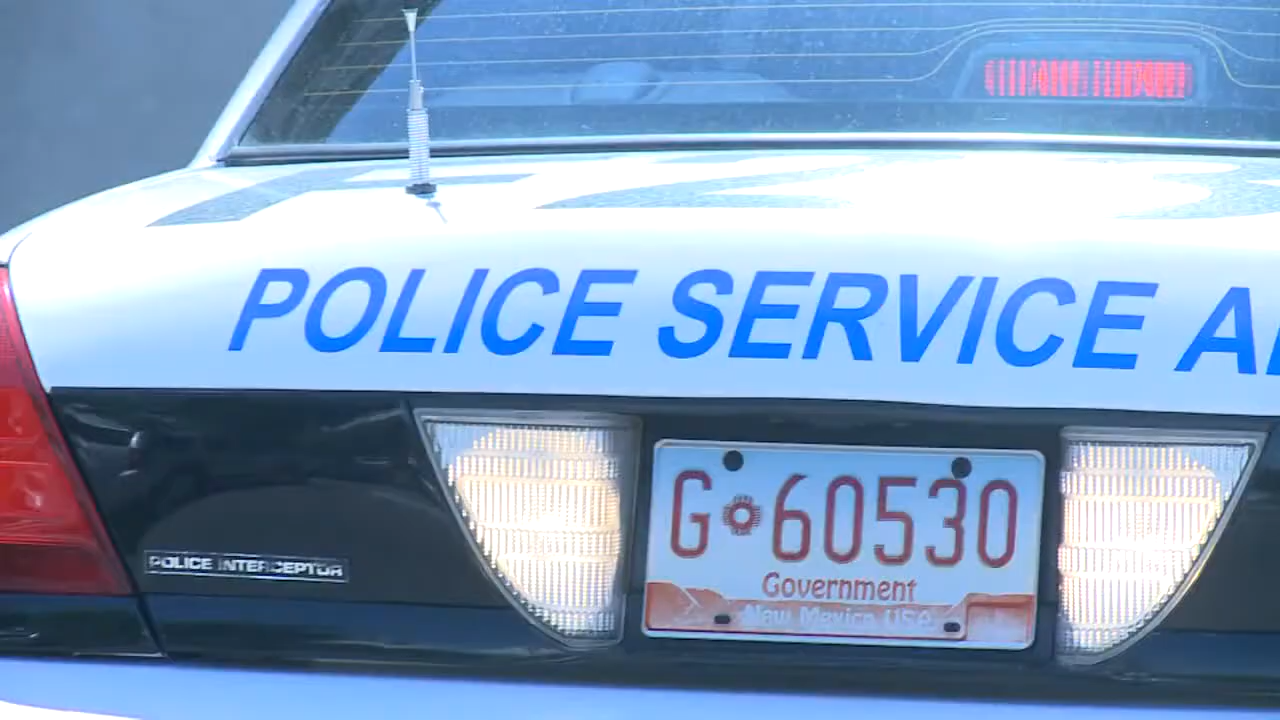 POLICE SERVICE A
G 60530
Government
New Mexico USA
POLICE INTERCEPTOR